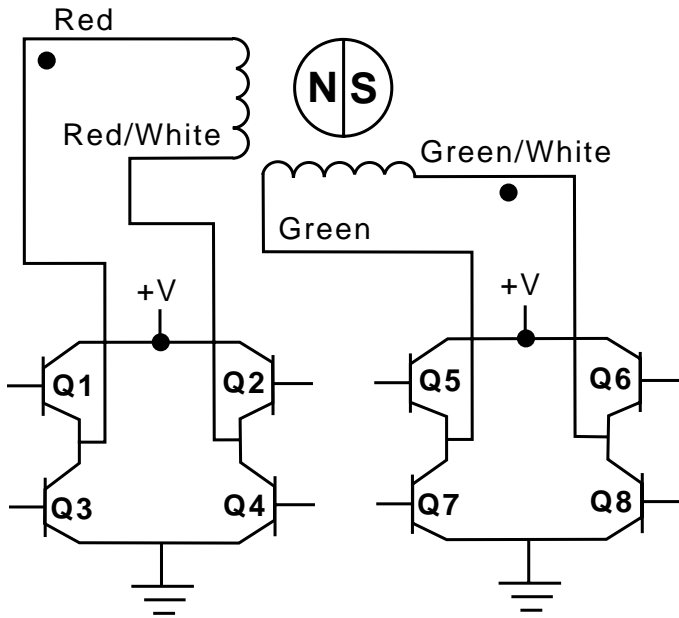 Red
N S
Red/White
Green/White
Green
+V
+V
Q1
Q2
Q5
Q6
Q3
Q4
Q7
Q8